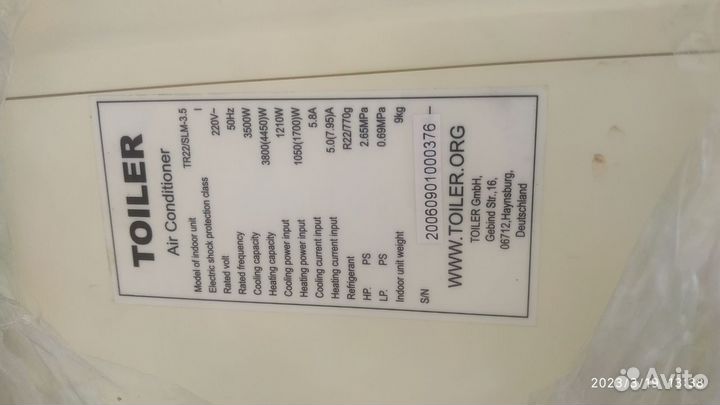 TOILER
Air Conditioner
Model of indoor unit TR22/SLM-3.5
Electric shock protection class I
Rated volt 220V~
Rated frequency 50Hz
Cooling capacity 3500W
Heating capacity 3800(4450)W
Cooling power input 1210W
Heating power input 1050(1700)W
Cooling current input 5.8A
Heating current input 5.0(7.95)A
Refrigerant R22/770g
HP. PS 2.65MPa
LP. PS 0.69MPa
Indoor unit weight 9kg
S/N 20060901000376 –
WWW.TOILER.ORG
TOILER GmbH,
Gebind Str.,16,
06712,Haynsburg,
Deutschland
Avito
2023/3/19 13:38